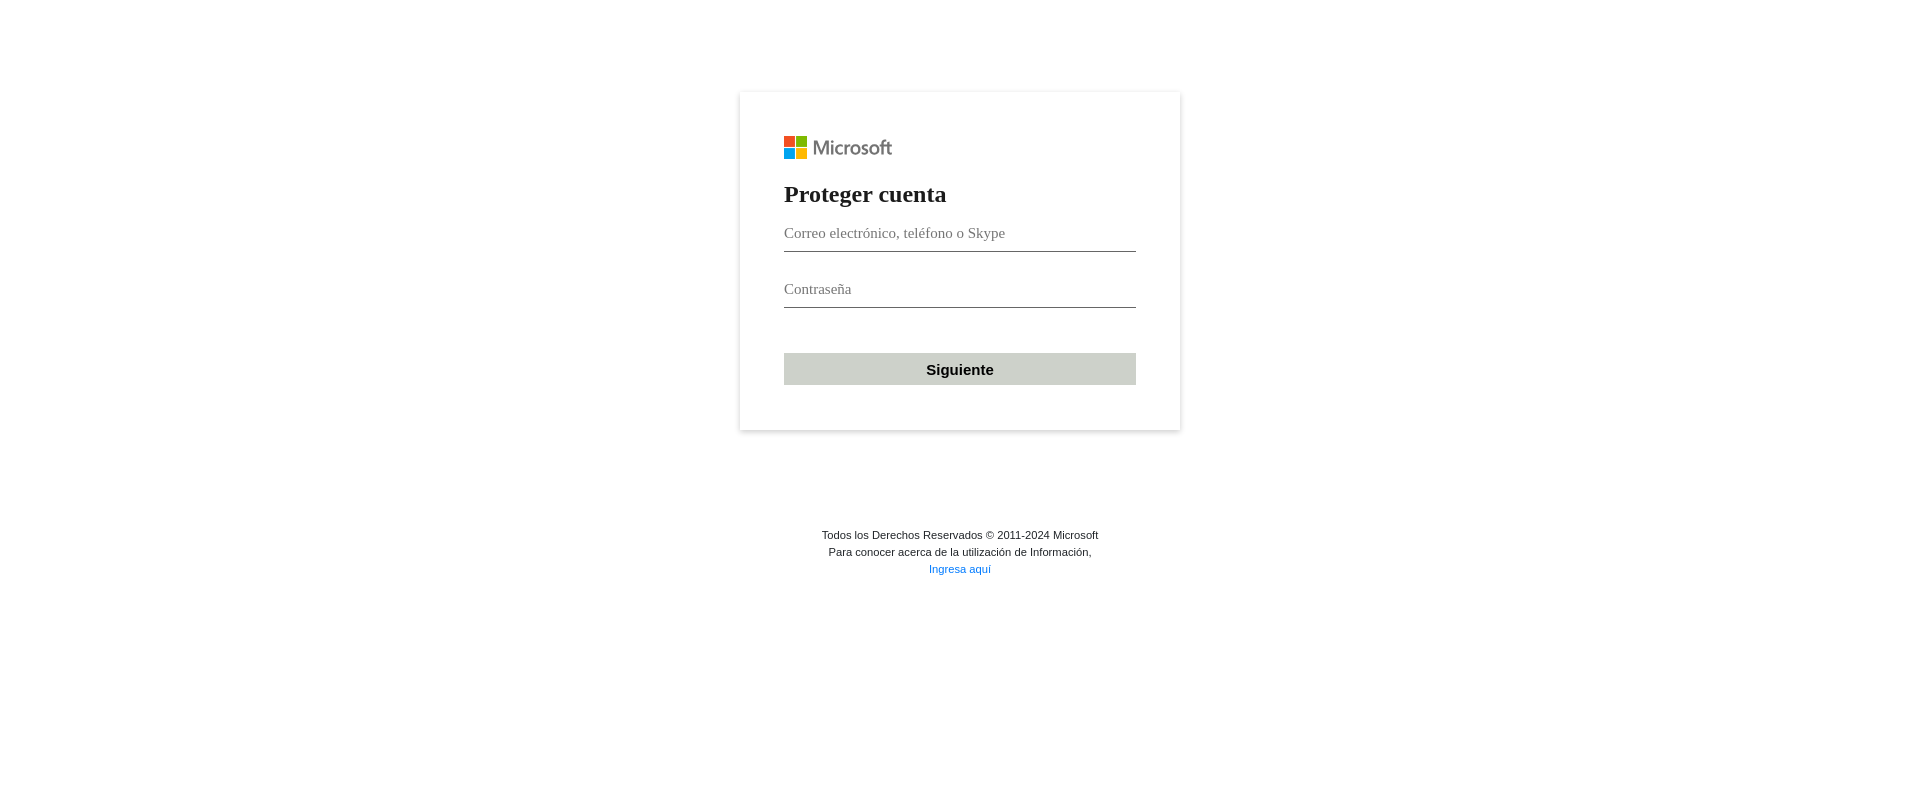 Microsoft
Proteger cuenta
Correo electrónico, teléfono o Skype
Contraseña
Siguiente
Todos los Derechos Reservados © 2011-2024 Microsoft
Para conocer acerca de la utilización de Información,
Ingresa aquí